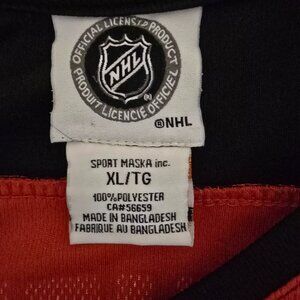 OFFICIAL LICENSED PRODUCT
NHL
®
PRODUIT LICENCIÉ OFFICIEL
®NHL
SPORT MASKA inc.
XL/TG
100% POLYESTER
CA#56659
MADE IN BANGLADESH
FABRIQUE AU BANGLADESH